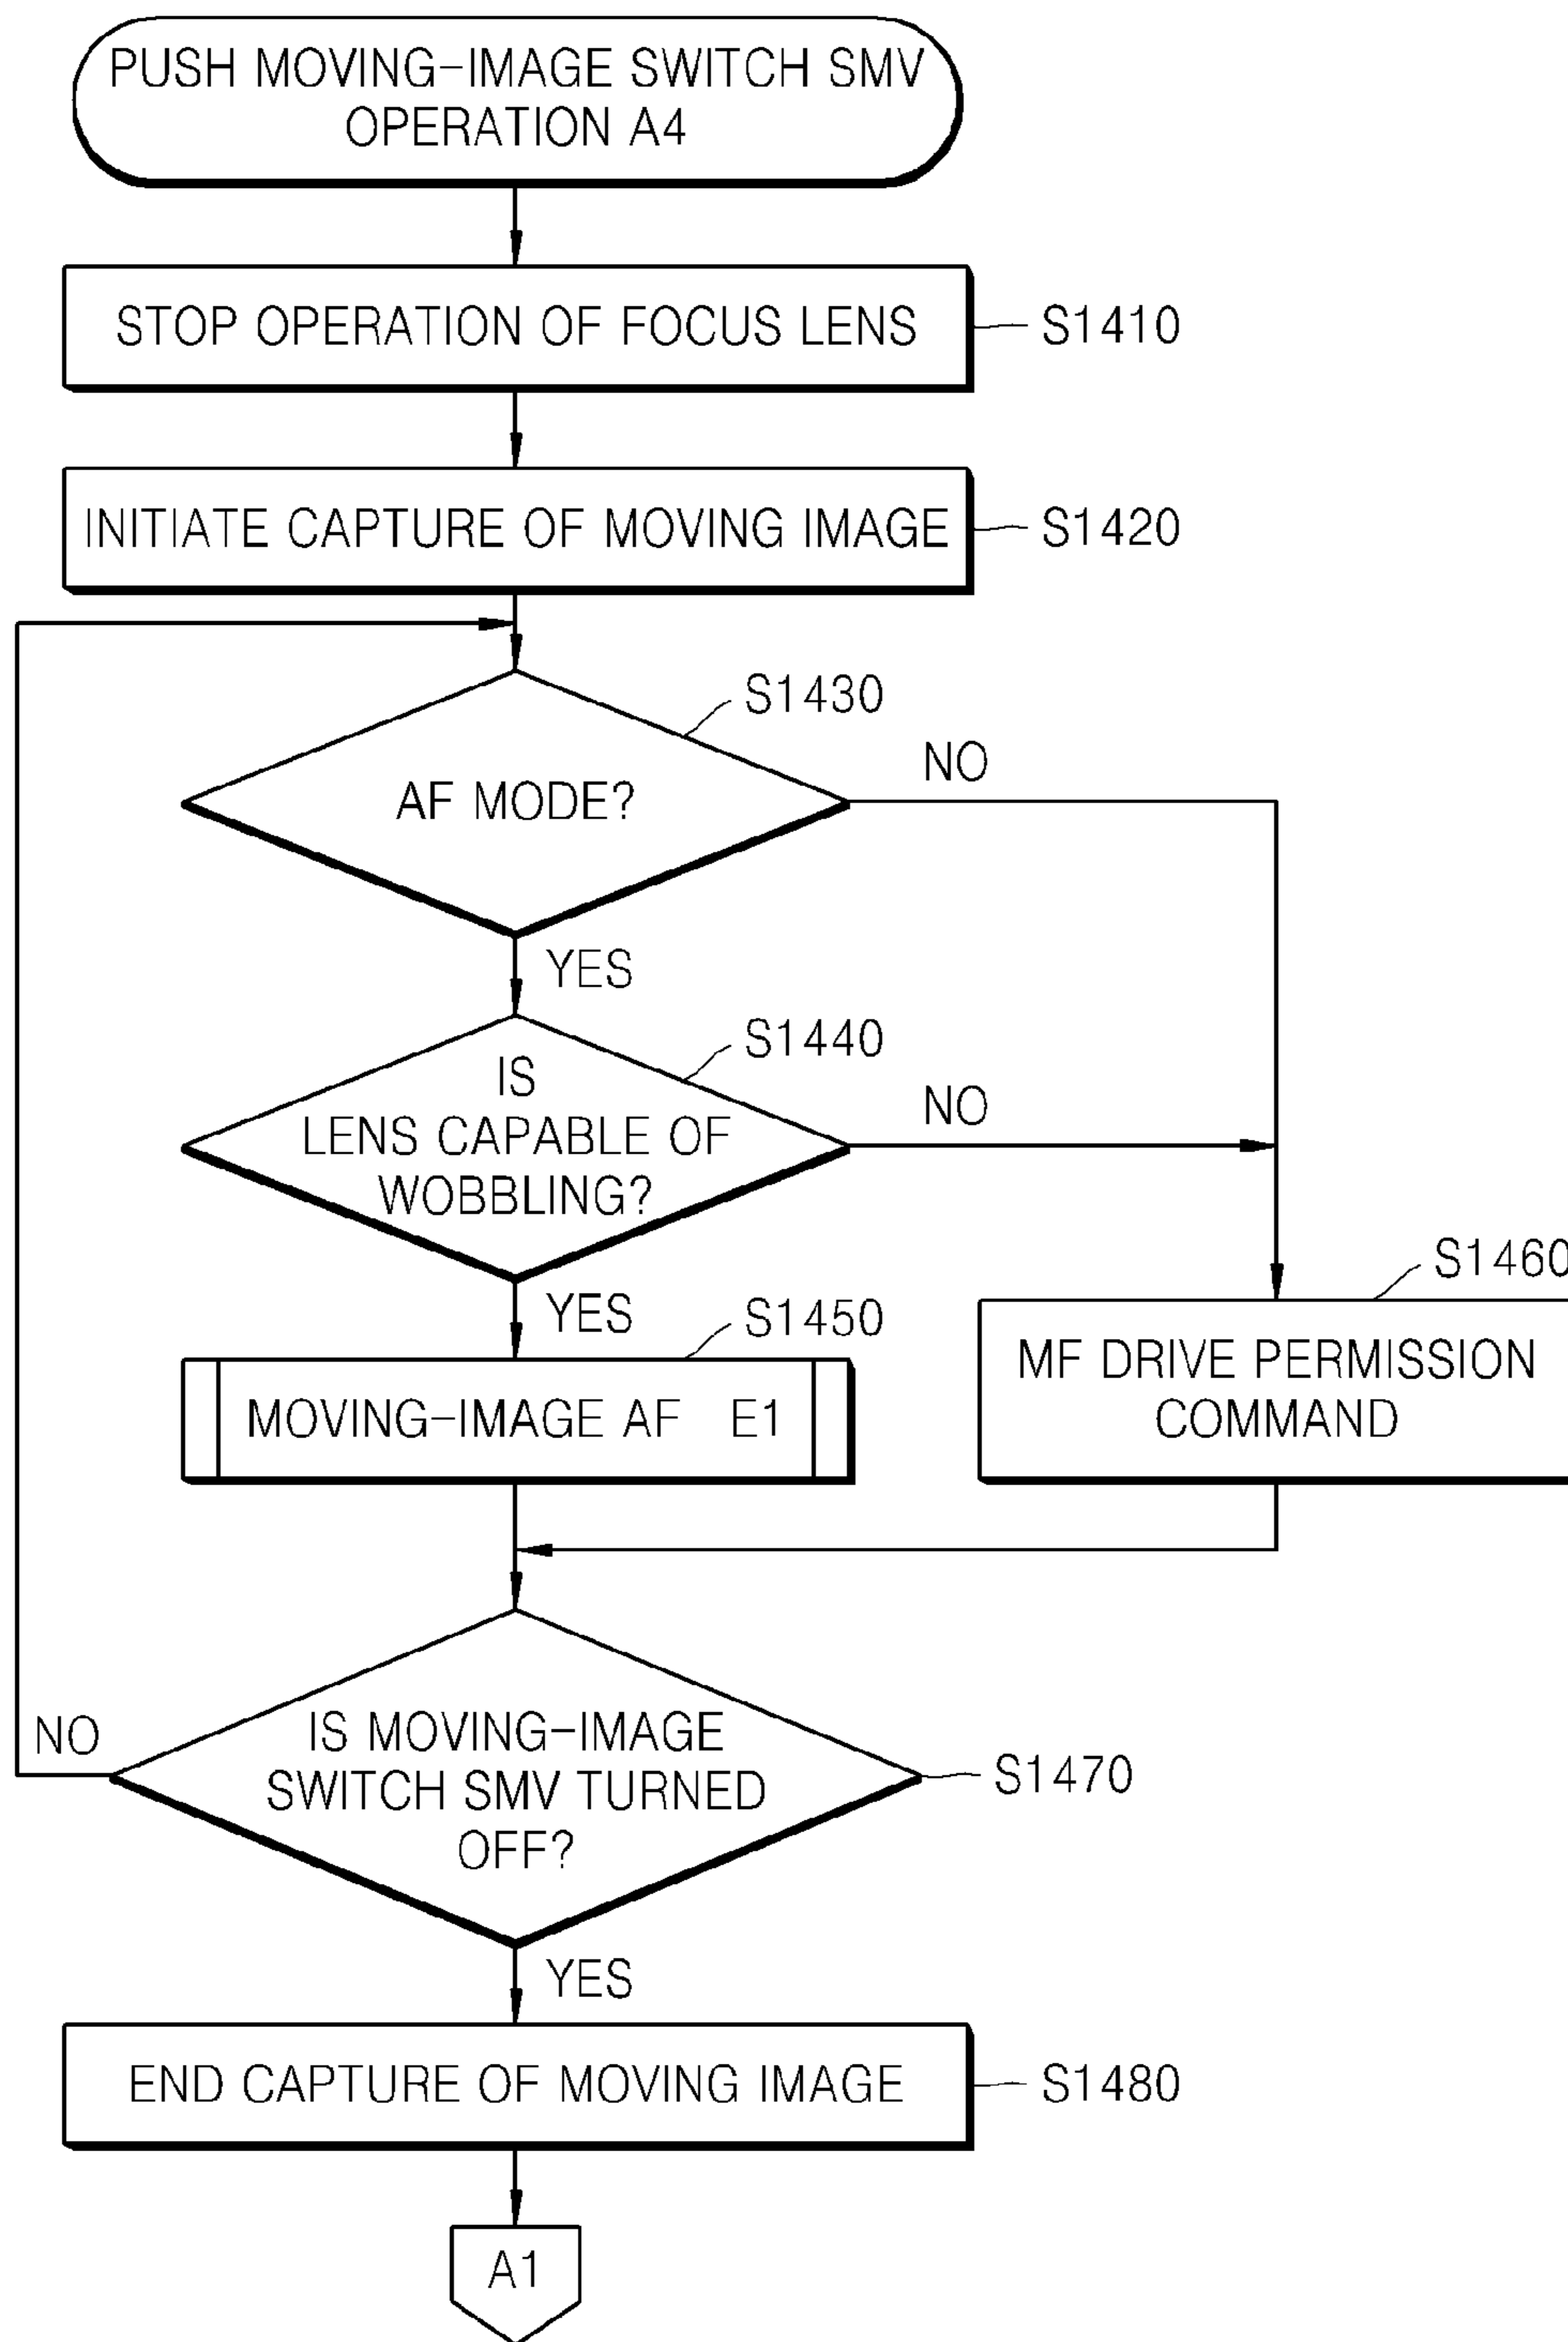 PUSH MOVING-IMAGE SWITCH SMV
OPERATION A4
STOP OPERATION OF FOCUS LENS
S1410
INITIATE CAPTURE OF MOVING IMAGE
S1420
S1430
AF MODE?
NO
YES
S1440
IS
LENS CAPABLE OF
WOBBLING?
NO
YES
S1450
MOVING-IMAGE AF E1
S1460
MF DRIVE PERMISSION
COMMAND
IS MOVING-IMAGE
SWITCH SMV TURNED
OFF?
NO
S1470
YES
END CAPTURE OF MOVING IMAGE
S1480
A1